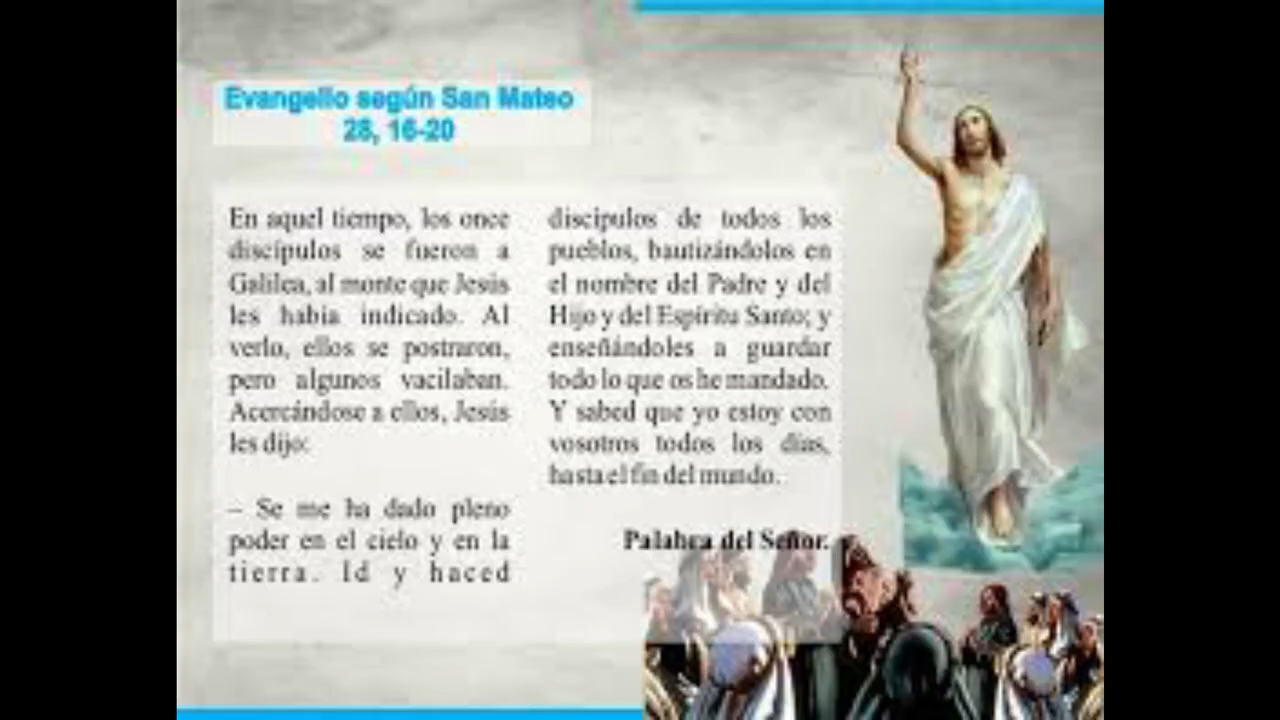 Evangelio según San Mateo
28, 16-20
En aquel tiempo, los once
discípulos se fueron a
Galilea, al monte que Jesús
les había indicado. Al
verlo, ellos se postraron,
pero algunos vacilaban.
Acercándose a ellos, Jesús
les dijo:
– Se me ha dado pleno
poder en el cielo y en la
tierra. Id y haced
discípulos de todos los
pueblos, bautizándolos en
el nombre del Padre y del
Hijo y del Espíritu Santo; y
enseñándoles a guardar
todo lo que os he mandado.
Y sabed que yo estoy con
vosotros todos los días,
hasta el fin del mundo.
Palabra del Señor.